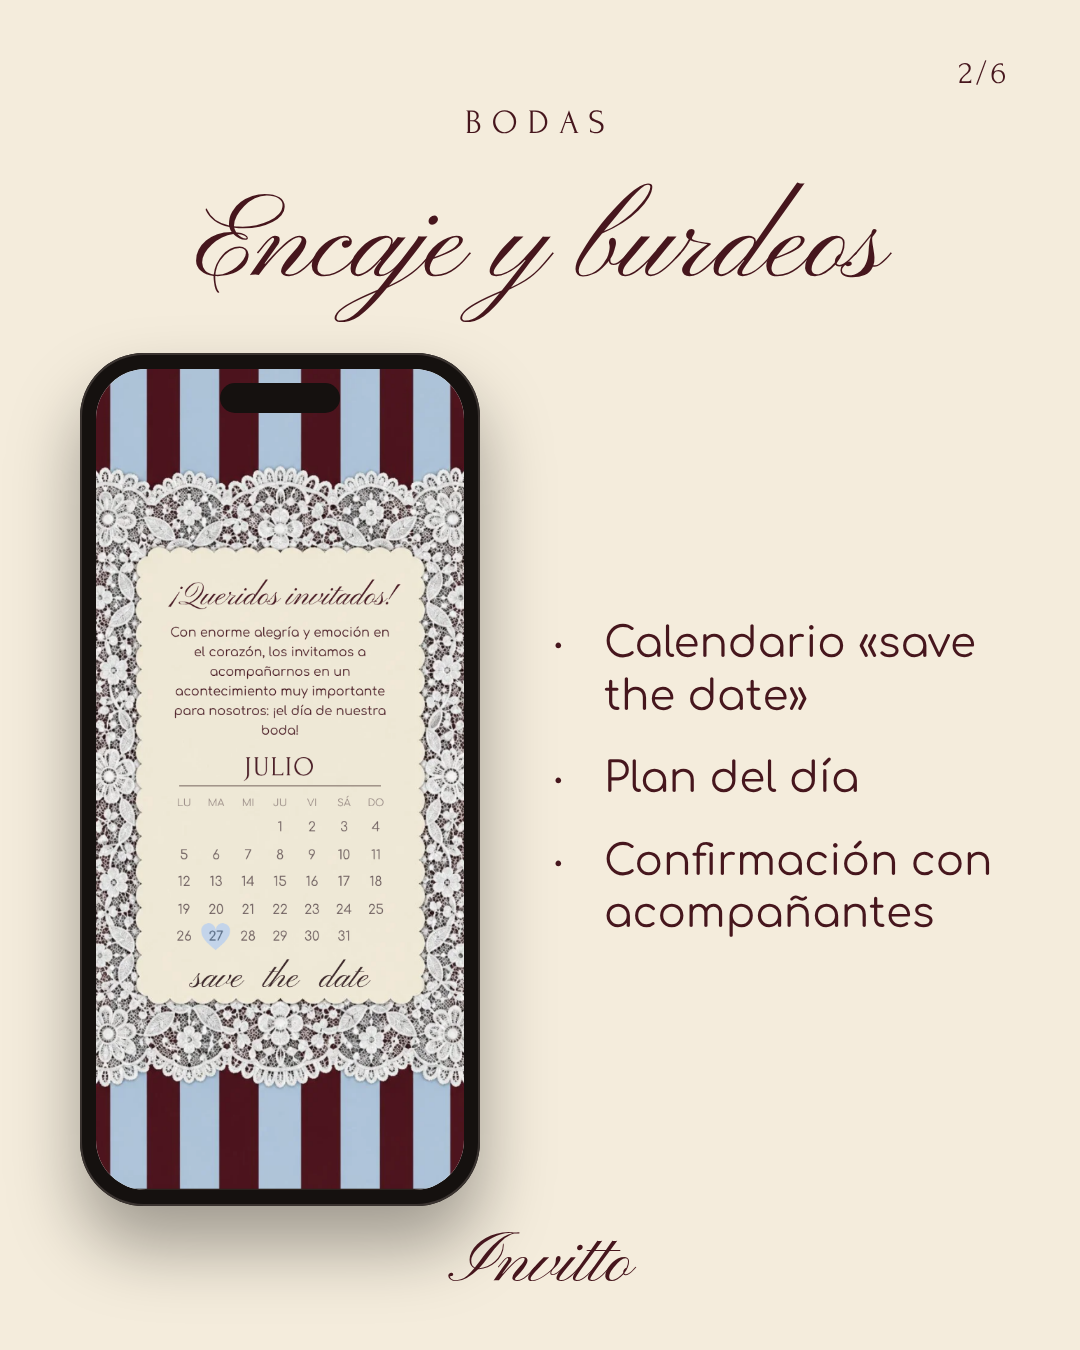 2/6
BODAS
Encaje y burdeos
¡Queridos invitados!
Con enorme alegría y emoción en
el corazón, los invitamos a
acompañarnos en un
acontecimiento muy importante
para nosotros: ¡el día de nuestra
boda!
JULIO
LU MA MI JU VI SÁ DO
1 2 3 4
5 6 7 8 9 10 11
12 13 14 15 16 17 18
19 20 21 22 23 24 25
26 27 28 29 30 31
save the date
· Calendario «save
the date»
· Plan del día
· Confirmación con
acompañantes
Invitto